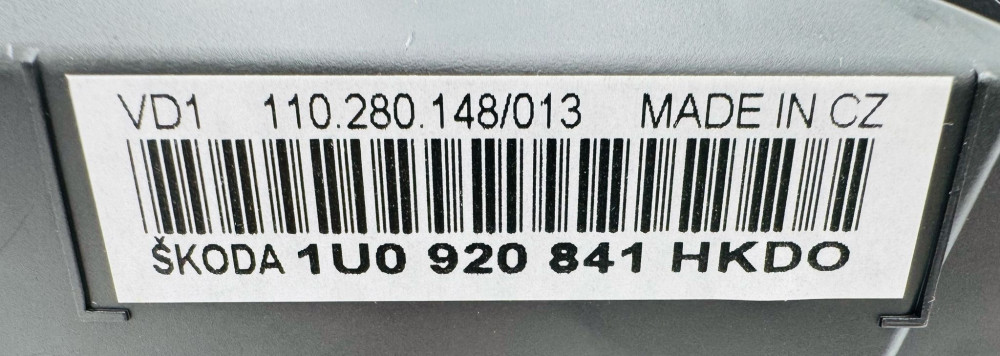 VD1 110.280.148/013 MADE IN CZ
ŠKODA 1U0 920 841 HKDO